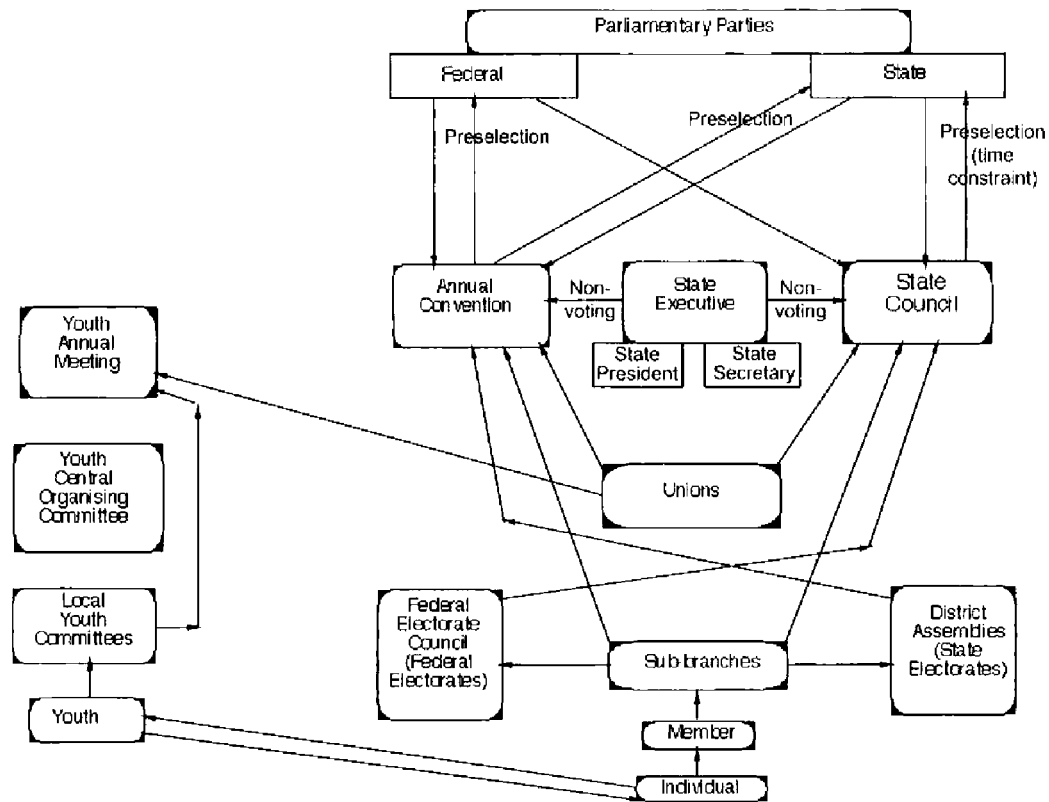 Parliamentary Parties
Federal
State
Preselection
Preselection
Preselection
(time
constraint)
Annual
Convention
Non-
voting
State
Executive
Non-
voting
State
Council
State
President
State
Secretary
Youth
Annual
Meeting
Youth
Central
Organising
Committee
Unions
Local
Youth
Committees
Federal
Electorate
Council
(Federal
Electorates)
Sub-branches
District
Assemblies
(State
Electorates)
Youth
Member
Individual